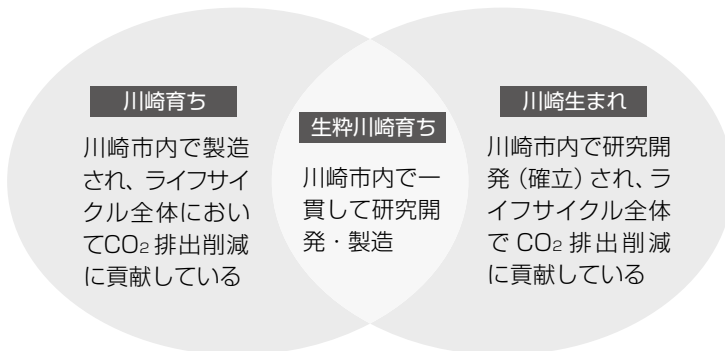 川崎育ち
川崎市内で製造
され、ライフサイ
クル全体におい
てCO₂排出削減
に貢献している
生粋川崎育ち
川崎市内で一
貫して研究開
発・製造
川崎生まれ
川崎市内で研究開
発（確立）され、ラ
イフサイクル全体
で CO₂ 排出削減
に貢献している